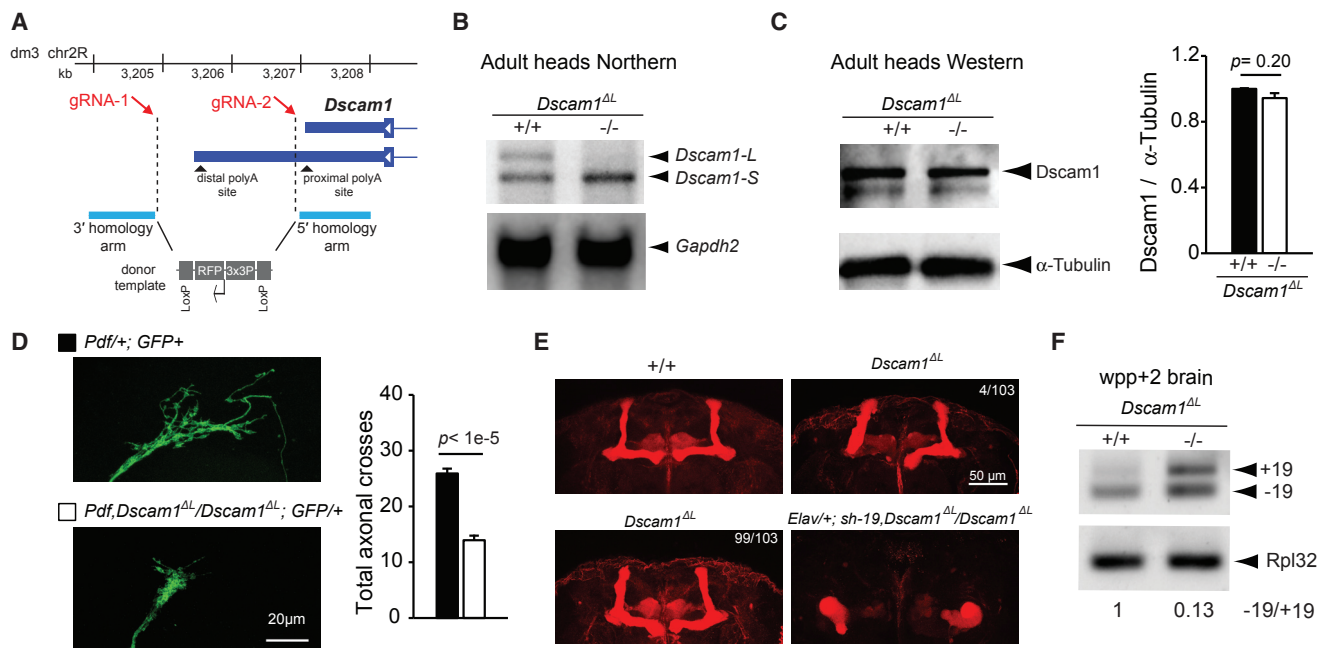 A
dm3 chr2R
kb 3,205 3,206 3,207 3,208
gRNA-1 gRNA-2 Dscam1
distal polyA site
proximal polyA site
3′ homology arm
5′ homology arm
donor template
RFP 3x3P
LoxP LoxP
B
Adult heads Northern
Dscam1ΔL
+/+ -/-
Dscam1-L
Dscam1-S
Gapdh2
C
Adult heads Western
Dscam1ΔL
+/+ -/-
Dscam1
α-Tubulin
Dscam1 / α-Tubulin
1.2
0.8
0.4
0
p= 0.20
+/+ -/-
Dscam1ΔL
D
Pdf/+; GFP+
Pdf,Dscam1ΔL/Dscam1ΔL; GFP/+
20µm
Total axonal crosses
40
30
20
10
0
p< 1e-5
E
+/+
Dscam1ΔL
4/103
50 µm
Dscam1ΔL
99/103
Elav/+; sh-19,Dscam1ΔL/Dscam1ΔL
F
wpp+2 brain
Dscam1ΔL
+/+ -/-
+19
-19
Rpl32
1 0.13 -19/+19